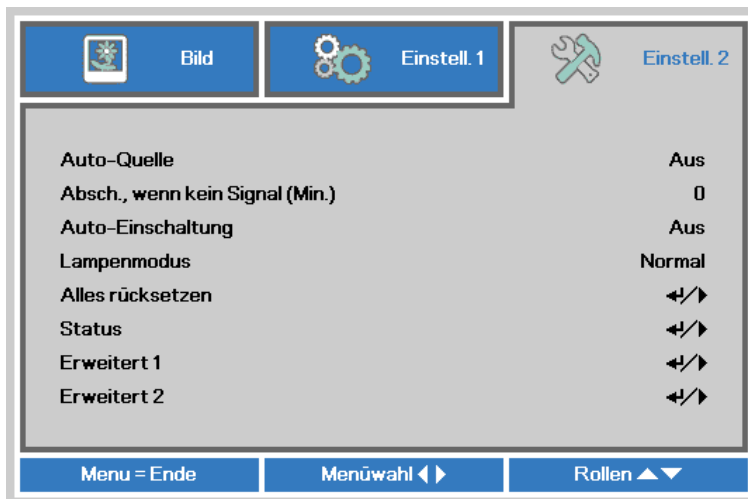 Bild Einstell. 1 Einstell. 2
Auto-Quelle Aus
Absch., wenn kein Signal (Min.) 0
Auto-Einschaltung Aus
Lampenmodus Normal
Alles rücksetzen ↵/▶
Status ↵/▶
Erweitert 1 ↵/▶
Erweitert 2 ↵/▶
Menu = Ende Menüwahl ◀▶ Rollen ▲▼